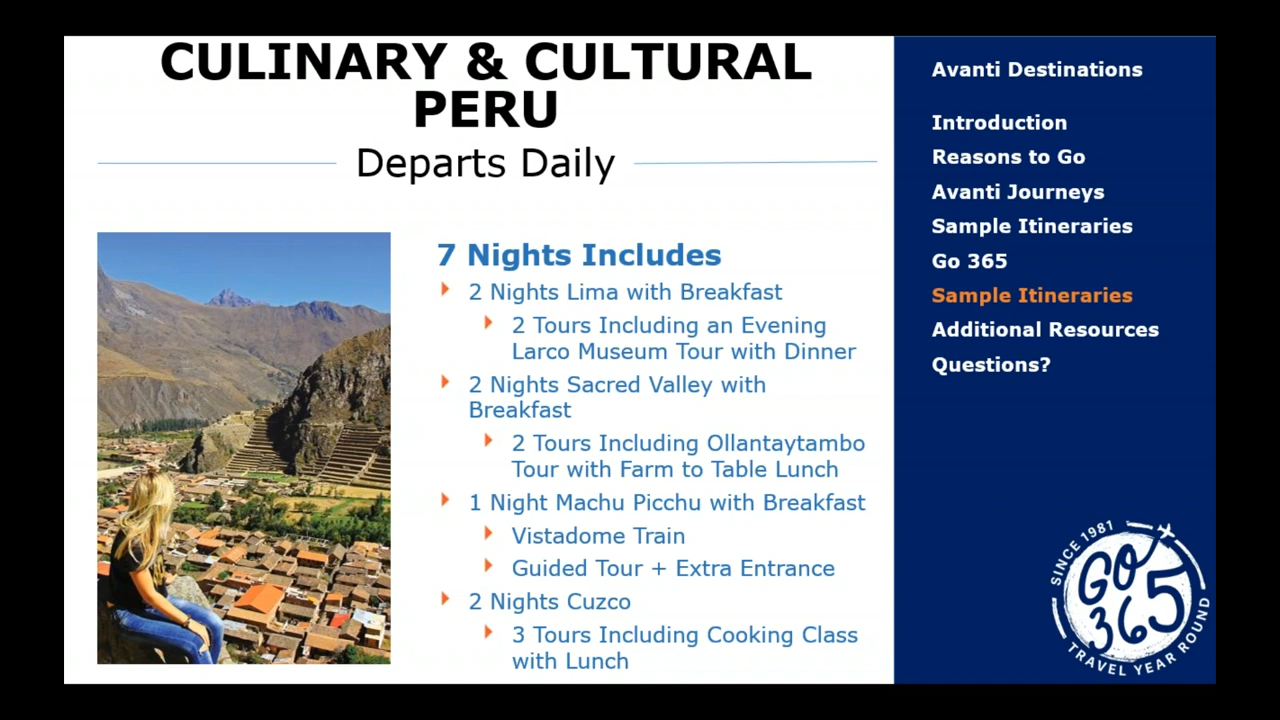 CULINARY & CULTURAL
PERU
Departs Daily
7 Nights Includes
2 Nights Lima with Breakfast
2 Tours Including an Evening
Larco Museum Tour with Dinner
2 Nights Sacred Valley with
Breakfast
2 Tours Including Ollantaytambo
Tour with Farm to Table Lunch
1 Night Machu Picchu with Breakfast
Vistadome Train
Guided Tour + Extra Entrance
2 Nights Cuzco
3 Tours Including Cooking Class
with Lunch
Avanti Destinations
Introduction
Reasons to Go
Avanti Journeys
Sample Itineraries
Go 365
Sample Itineraries
Additional Resources
Questions?
SINCE 1981
GO
365
TRAVEL YEAR ROUND